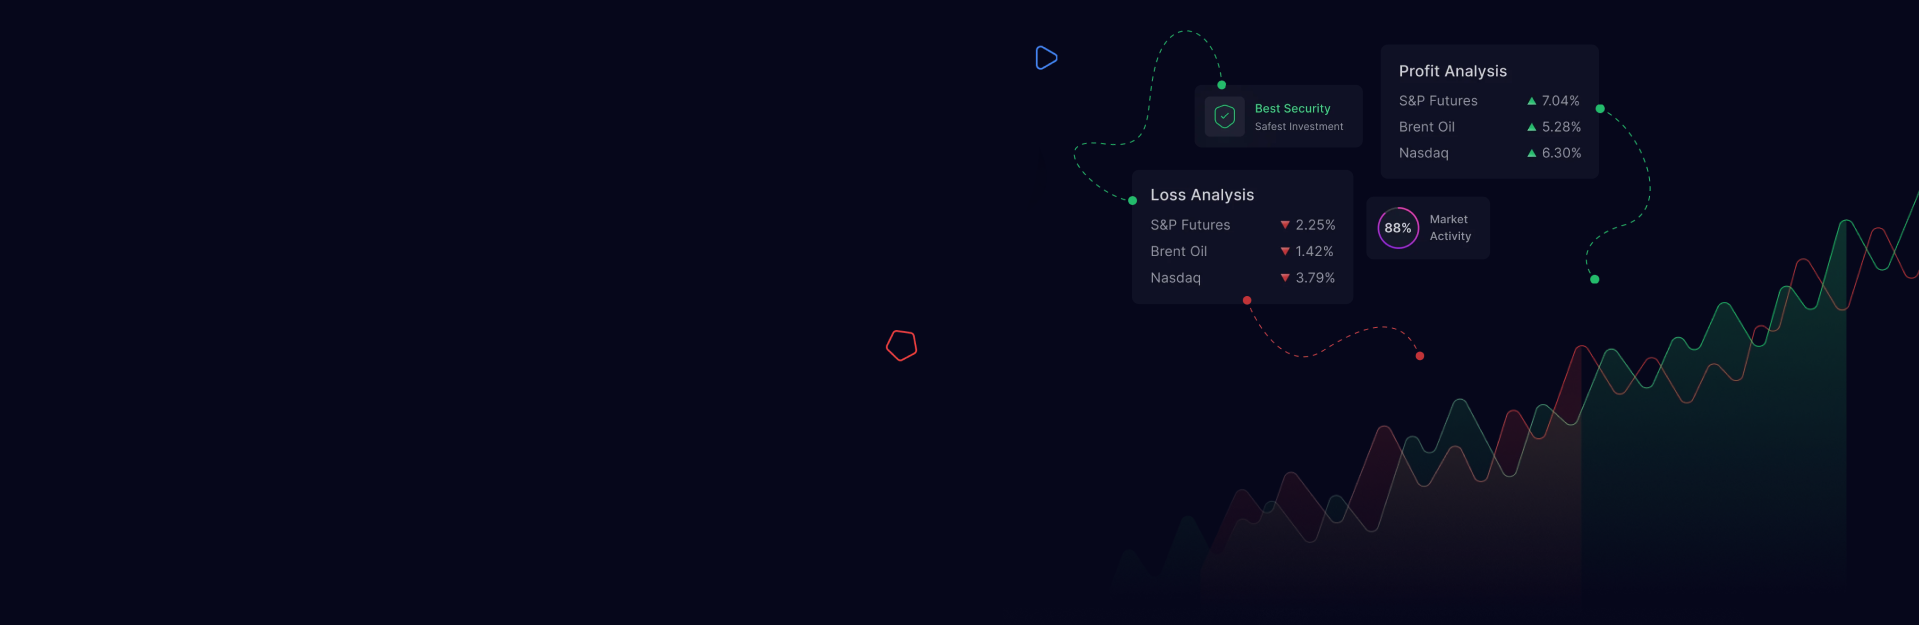 Best Security
Safest Investment
Profit Analysis
S&P Futures ▲ 7.04%
Brent Oil ▲ 5.28%
Nasdaq ▲ 6.30%
Loss Analysis
S&P Futures ▼ 2.25%
Brent Oil ▼ 1.42%
Nasdaq ▼ 3.79%
88%
Market
Activity